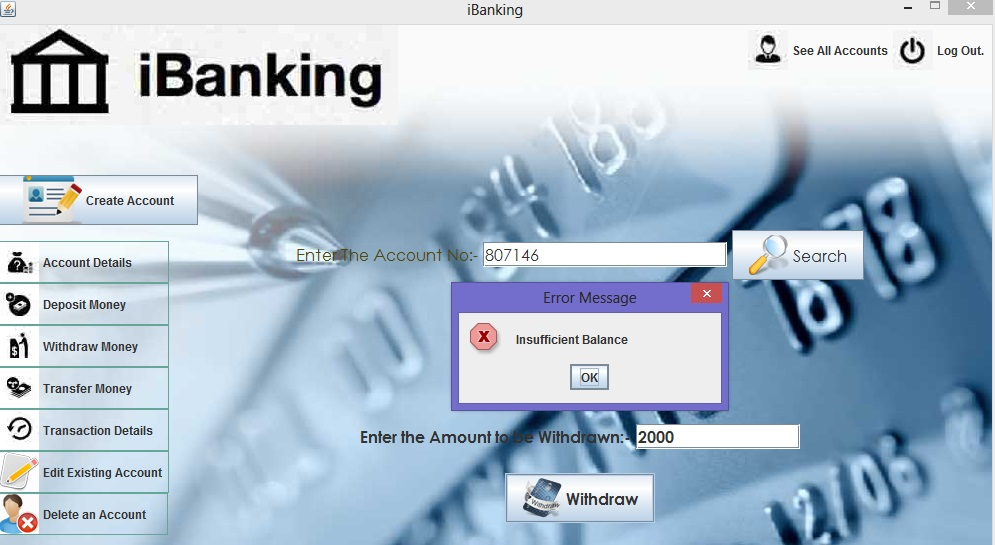 iBanking
iBanking
See All Accounts
Log Out.
Create Account
Account Details
Deposit Money
Withdraw Money
Transfer Money
Transaction Details
Edit Existing Account
Delete an Account
Enter The Account No:- 807146
Search
Error Message
X
Insufficient Balance
OK
Enter the Amount to be Withdrawn:- 2000
Withdraw
12/06